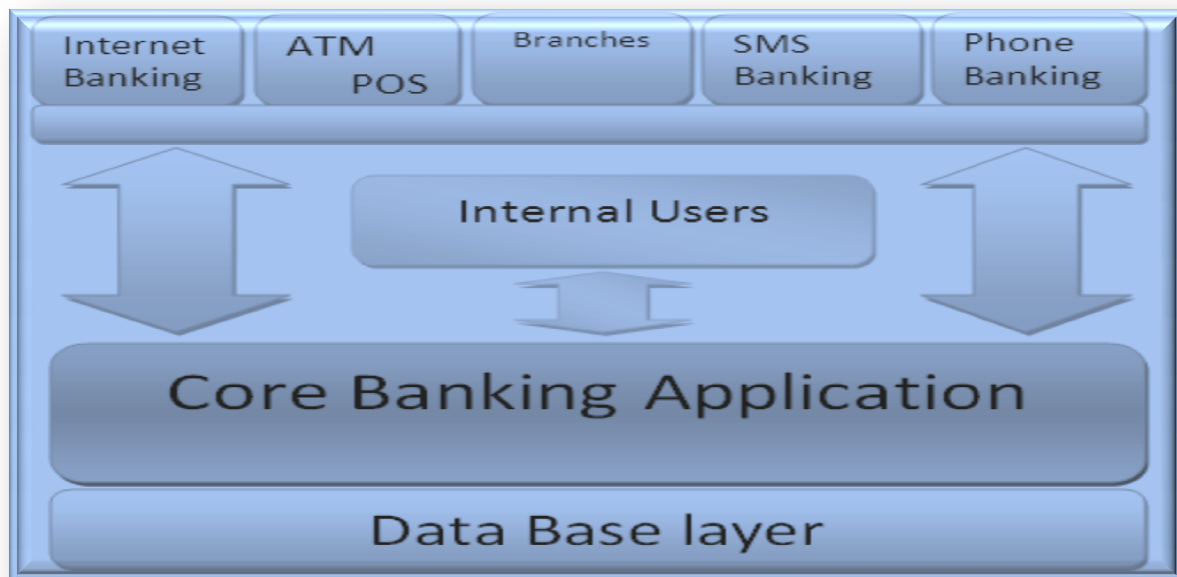 Internet
Banking
ATM
POS
Branches
SMS
Banking
Phone
Banking
Internal Users
Core Banking Application
Data Base layer